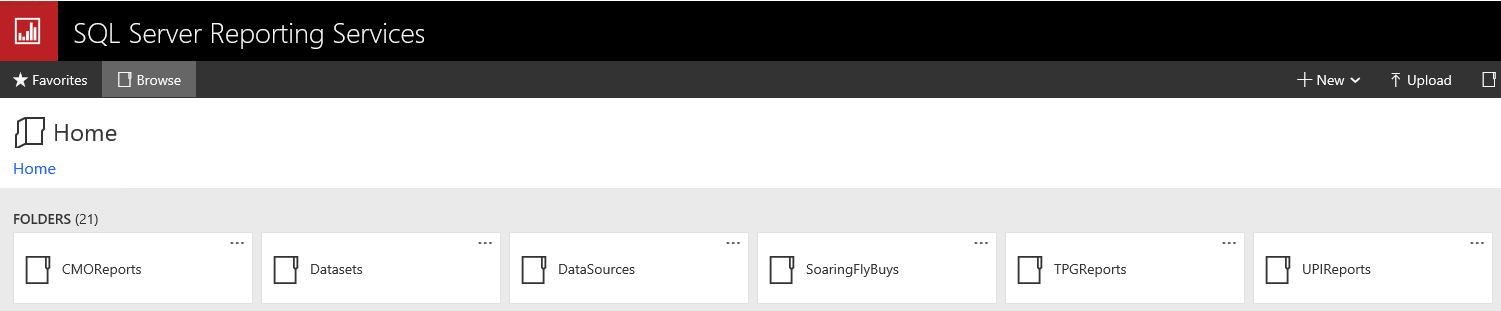 SQL Server Reporting Services
Favorites Browse New Upload
Home
Home
FOLDERS (21)
CMOReports Datasets DataSources SoaringFlyBuys TPGReports UPIReports